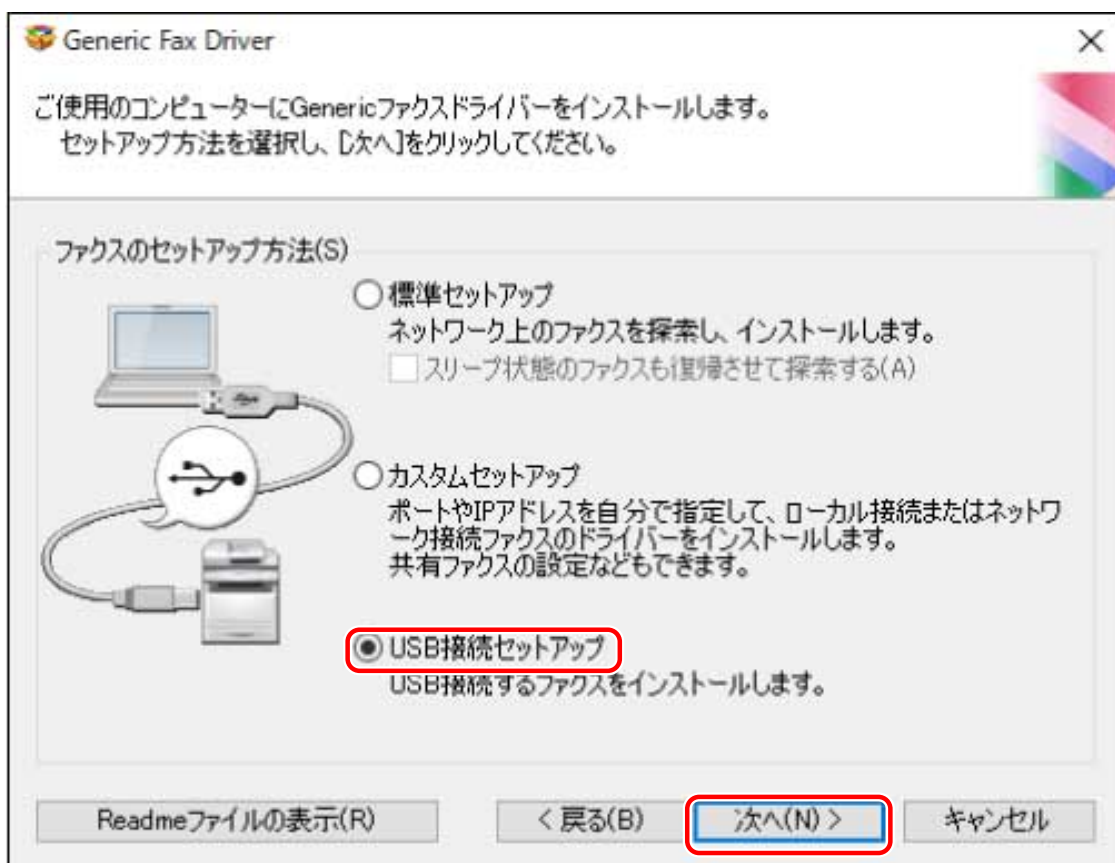 Generic Fax Driver
ご使用のコンピューターにGenericファクスドライバーをインストールします。
セットアップ方法を選択し、[次へ]をクリックしてください。
ファクスのセットアップ方法(S)
標準セットアップ
ネットワーク上のファクスを探索し、インストールします。
スリープ状態のファクスも復帰させて探索する(A)
カスタムセットアップ
ポートやIPアドレスを自分で指定して、ローカル接続またはネットワ
ーク接続ファクスのドライバーをインストールします。
共有ファクスの設定などもできます。
USB接続セットアップ
USB接続するファクスをインストールします。
Readmeファイルの表示(R)
< 戻る(B)
次へ(N) >
キャンセル